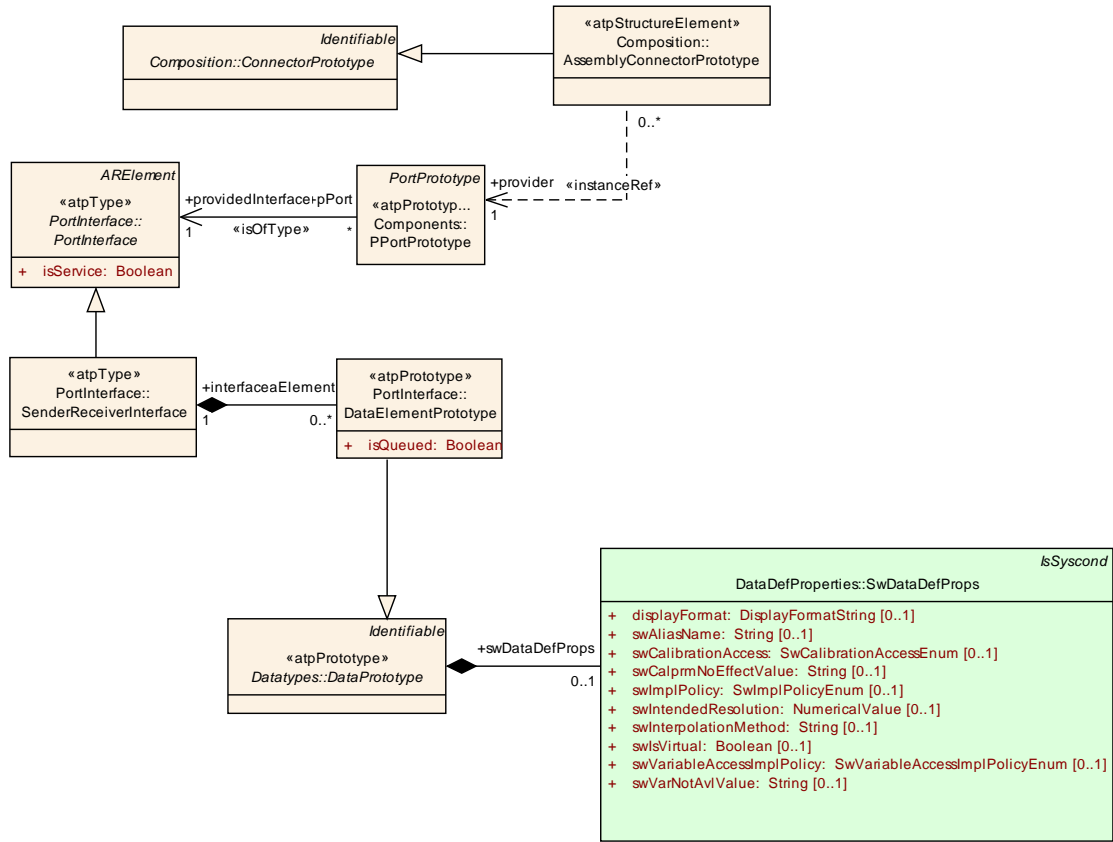 Identifiable
Composition::ConnectorPrototype
«atpStructureElement»
Composition::
AssemblyConnectorPrototype
0..*
ARElement
«atpType»
PortInterface::
PortInterface
+ isService: Boolean
+providedInterface
+pPort
1
«isOfType»
*
PortPrototype
«atpPrototyp...
Components::
PPortPrototype
+provider
«instanceRef»
1
«atpType»
PortInterface::
SenderReceiverInterface
+interfaceaElement
1
0..*
«atpPrototype»
PortInterface::
DataElementPrototype
+ isQueued: Boolean
Identifiable
«atpPrototype»
Datatypes::DataPrototype
+swDataDefProps
0..1
IsSyscond
DataDefProperties::SwDataDefProps
+ displayFormat: DisplayFormatString [0..1]
+ swAliasName: String [0..1]
+ swCalibrationAccess: SwCalibrationAccessEnum [0..1]
+ swCalprmNoEffectValue: String [0..1]
+ swImplPolicy: SwImplPolicyEnum [0..1]
+ swIntendedResolution: NumericalValue [0..1]
+ swInterpolationMethod: String [0..1]
+ swIsVirtual: Boolean [0..1]
+ swVariableAccessImplPolicy: SwVariableAccessImplPolicyEnum [0..1]
+ swVarNotAvlValue: String [0..1]